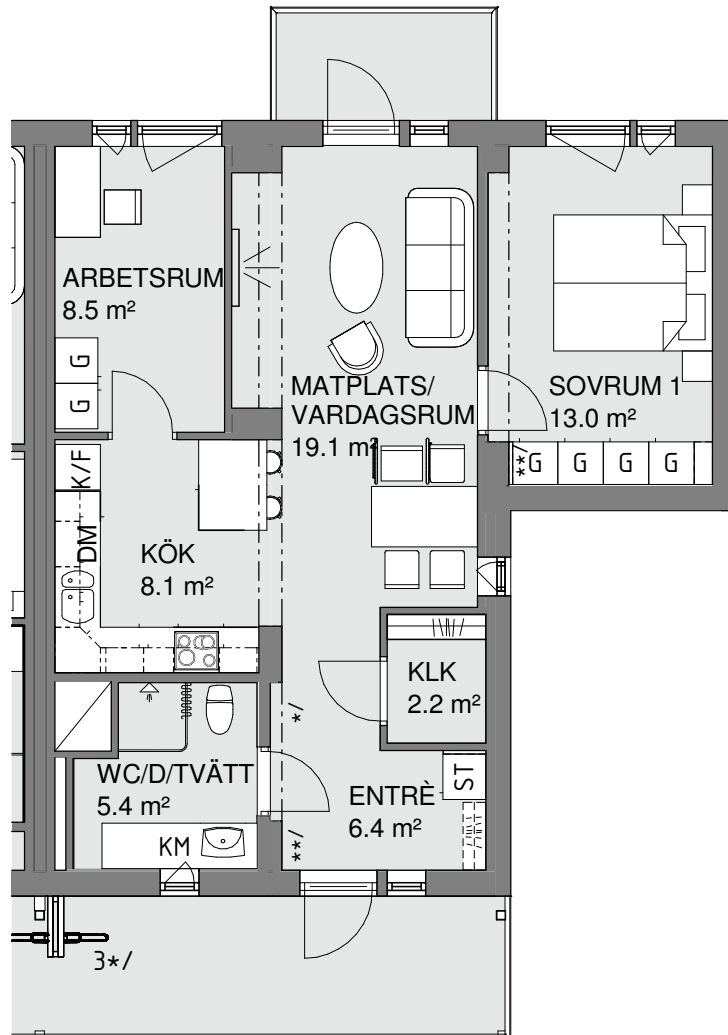 ARBETSRUM
8.5 m²
G
G
MATPLATS/
VARDAGSRUM
19.1 m²
SOVRUM 1
13.0 m²
**/
G
G
G
G
K/F
DM
KÖK
8.1 m²
KLK
2.2 m²
*/
WC/D/TVÄTT
5.4 m²
ST
ENTRÈ
6.4 m²
KM
**/
3*/